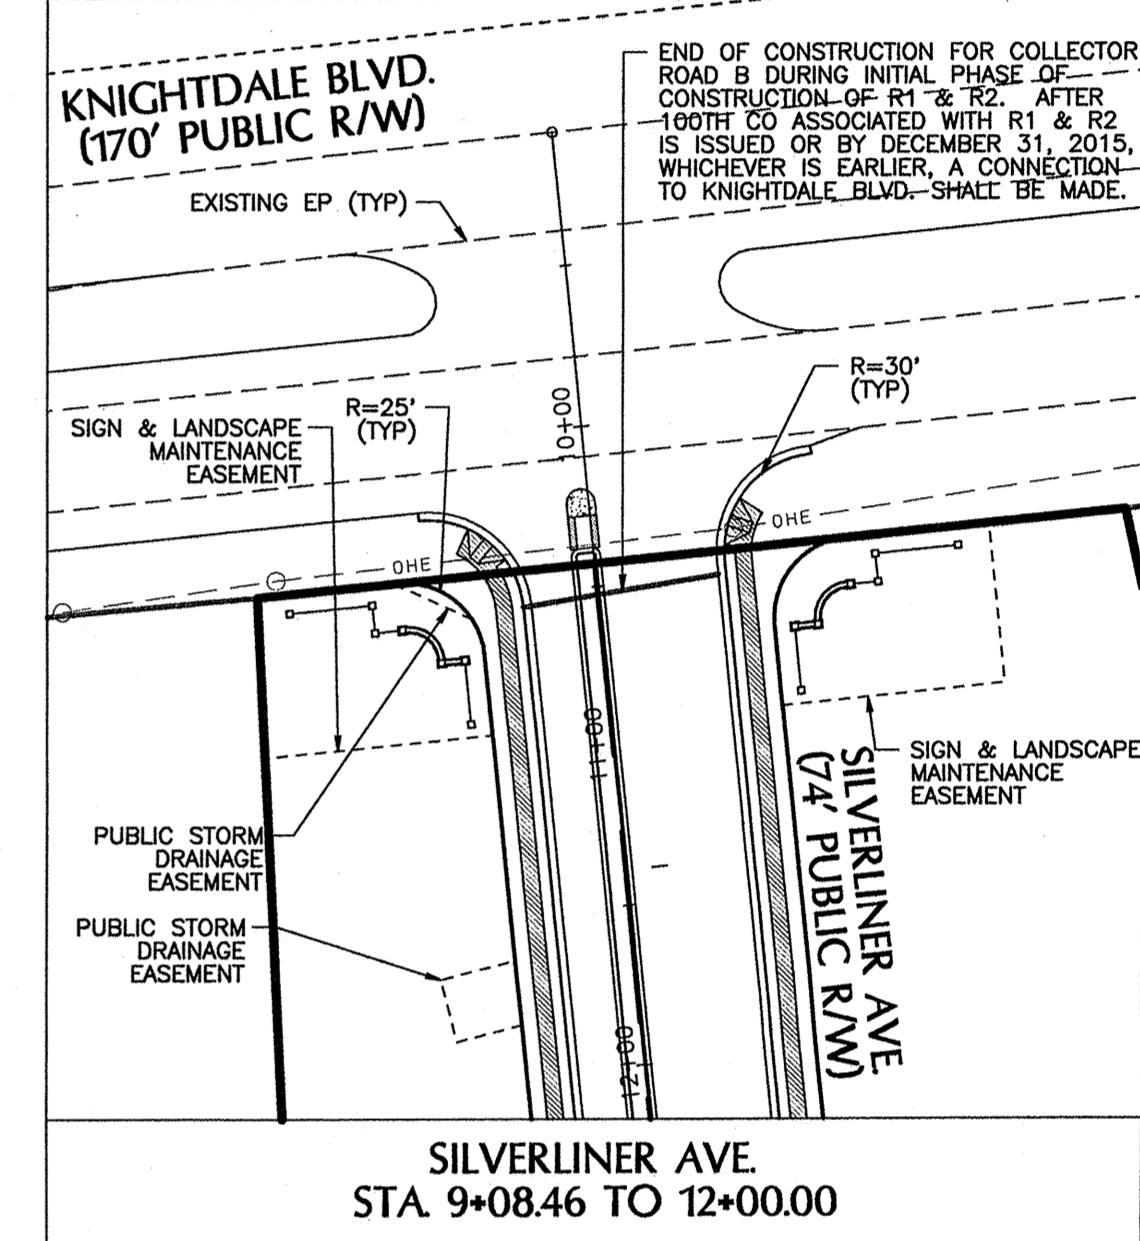 KNIGHTDALE BLVD.
(170' PUBLIC R/W)
END OF CONSTRUCTION FOR COLLECTOR
ROAD B DURING INITIAL PHASE OF
CONSTRUCTION OF R1 & R2. AFTER
100TH CO ASSOCIATED WITH R1 & R2
IS ISSUED OR BY DECEMBER 31, 2015,
WHICHEVER IS EARLIER, A CONNECTION
TO KNIGHTDALE BLVD. SHALL BE MADE.
EXISTING EP (TYP)
R=30'
(TYP)
R=25'
(TYP)
SIGN & LANDSCAPE
MAINTENANCE
EASEMENT
10+00
OHE
OHE
11+00
SIGN & LANDSCAPE
MAINTENANCE
EASEMENT
SILVERLINER AVE.
(74' PUBLIC R/W)
PUBLIC STORM
DRAINAGE
EASEMENT
PUBLIC STORM
DRAINAGE
EASEMENT
12+00
SILVERLINER AVE.
STA. 9+08.46 TO 12+00.00